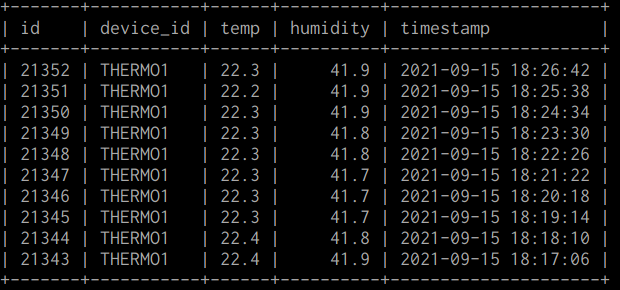 +-------+-----------+------+----------+---------------------+
| id    | device_id | temp | humidity | timestamp           |
+-------+-----------+------+----------+---------------------+
| 21352 | THERMO1   | 22.3 |     41.9 | 2021-09-15 18:26:42 |
| 21351 | THERMO1   | 22.2 |     41.9 | 2021-09-15 18:25:38 |
| 21350 | THERMO1   | 22.3 |     41.9 | 2021-09-15 18:24:34 |
| 21349 | THERMO1   | 22.3 |     41.8 | 2021-09-15 18:23:30 |
| 21348 | THERMO1   | 22.3 |     41.8 | 2021-09-15 18:22:26 |
| 21347 | THERMO1   | 22.3 |     41.7 | 2021-09-15 18:21:22 |
| 21346 | THERMO1   | 22.3 |     41.7 | 2021-09-15 18:20:18 |
| 21345 | THERMO1   | 22.3 |     41.7 | 2021-09-15 18:19:14 |
| 21344 | THERMO1   | 22.4 |     41.8 | 2021-09-15 18:18:10 |
| 21343 | THERMO1   | 22.4 |     41.9 | 2021-09-15 18:17:06 |
+-------+-----------+------+----------+---------------------+